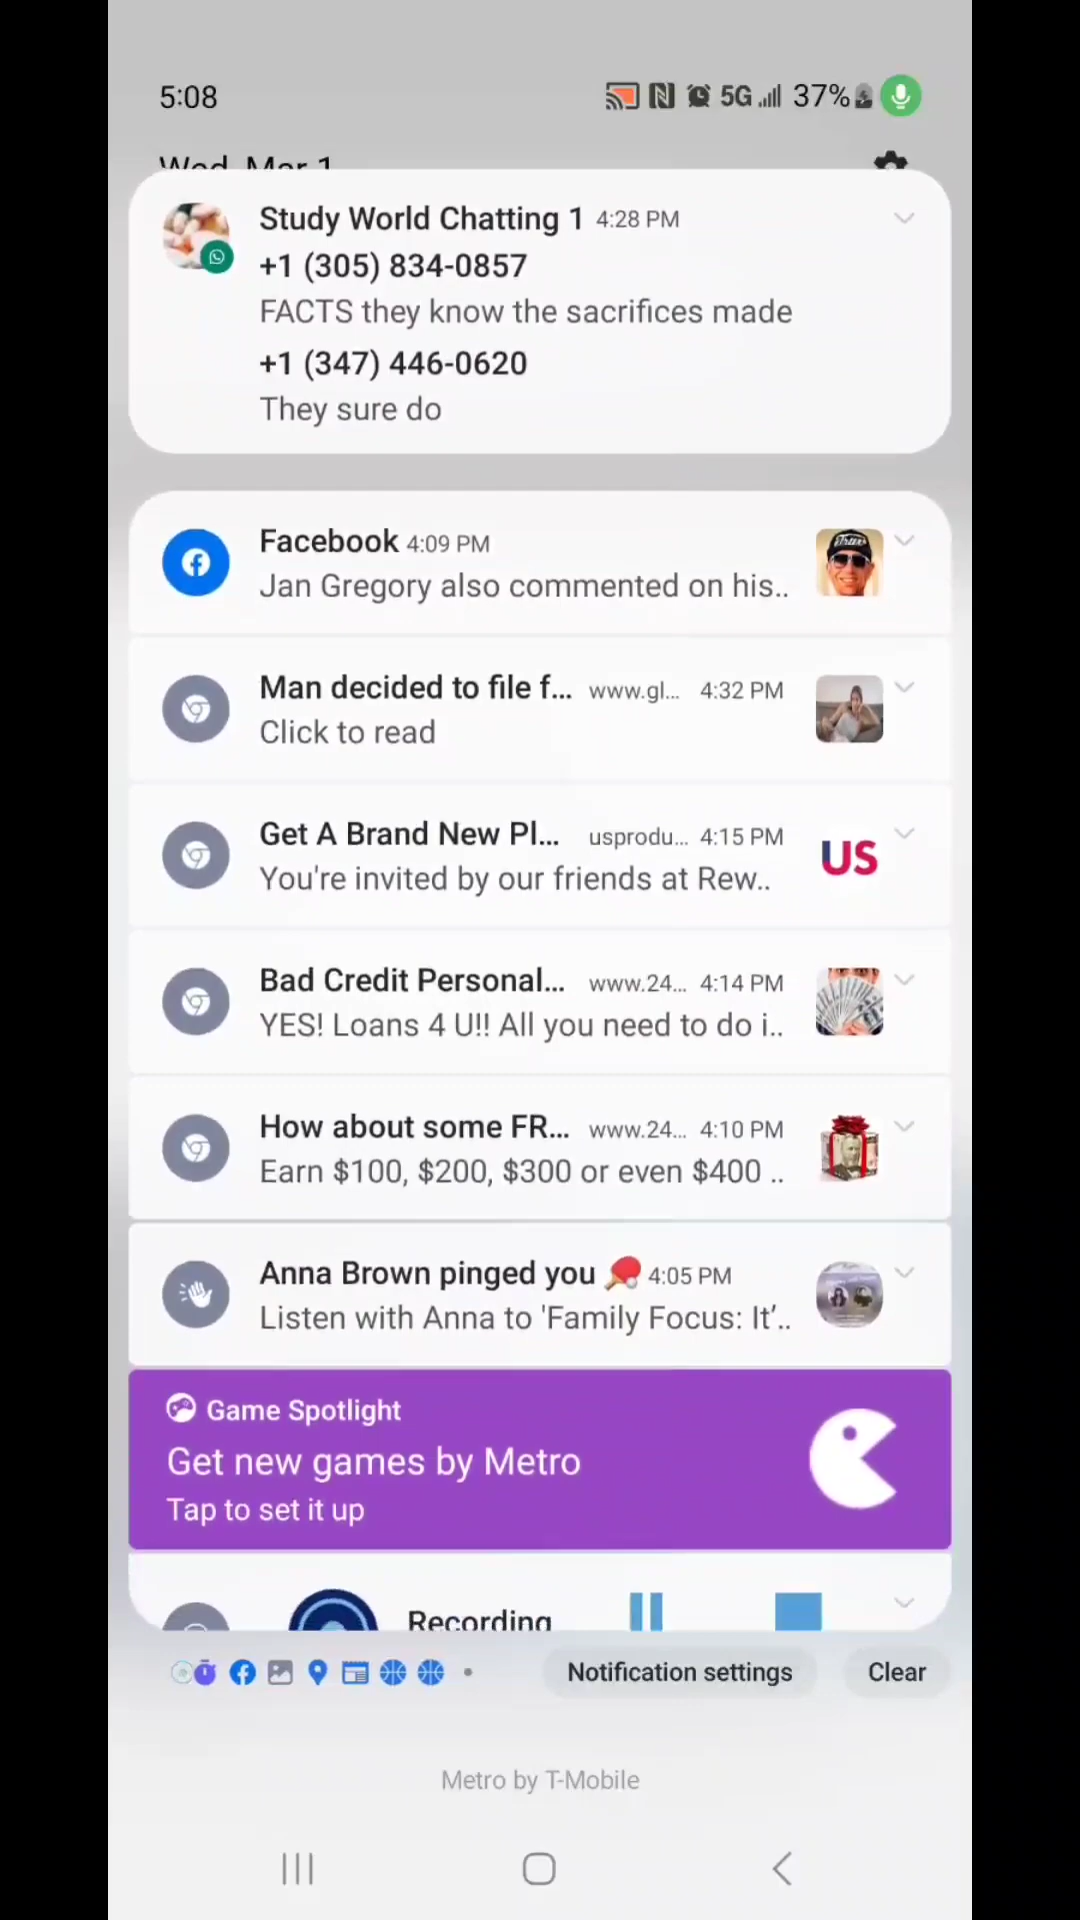 5:08
5G 37%
Wed, Mar 1
Study World Chatting 1 4:28 PM
+1 (305) 834-0857
FACTS they know the sacrifices made
+1 (347) 446-0620
They sure do
Facebook 4:09 PM
Jan Gregory also commented on his..
Man decided to file f... www.gl... 4:32 PM
Click to read
Get A Brand New Pl... usprodu... 4:15 PM
You're invited by our friends at Rew..
US
Bad Credit Personal... www.24... 4:14 PM
YES! Loans 4 U!! All you need to do i..
How about some FR... www.24... 4:10 PM
Earn $100, $200, $300 or even $400 ..
Anna Brown pinged you 🏓 4:05 PM
Listen with Anna to 'Family Focus: It’..
Game Spotlight
Get new games by Metro
Tap to set it up
Recording
Notification settings
Clear
Metro by T-Mobile